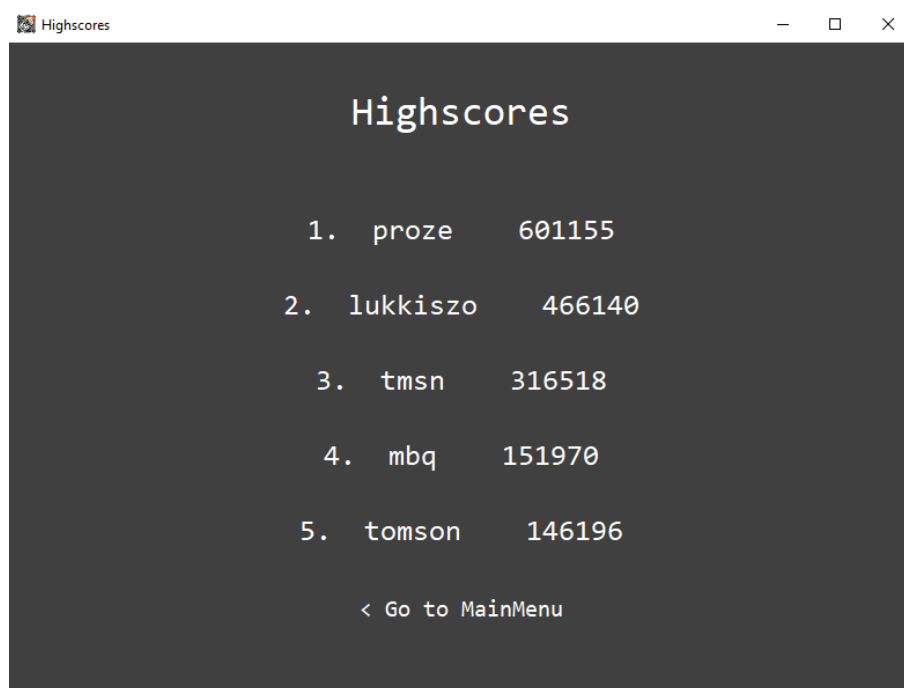 Highscores
Highscores
1. proze 601155
2. lukkiszo 466140
3. tmsn 316518
4. mbq 151970
5. tomson 146196
< Go to MainMenu